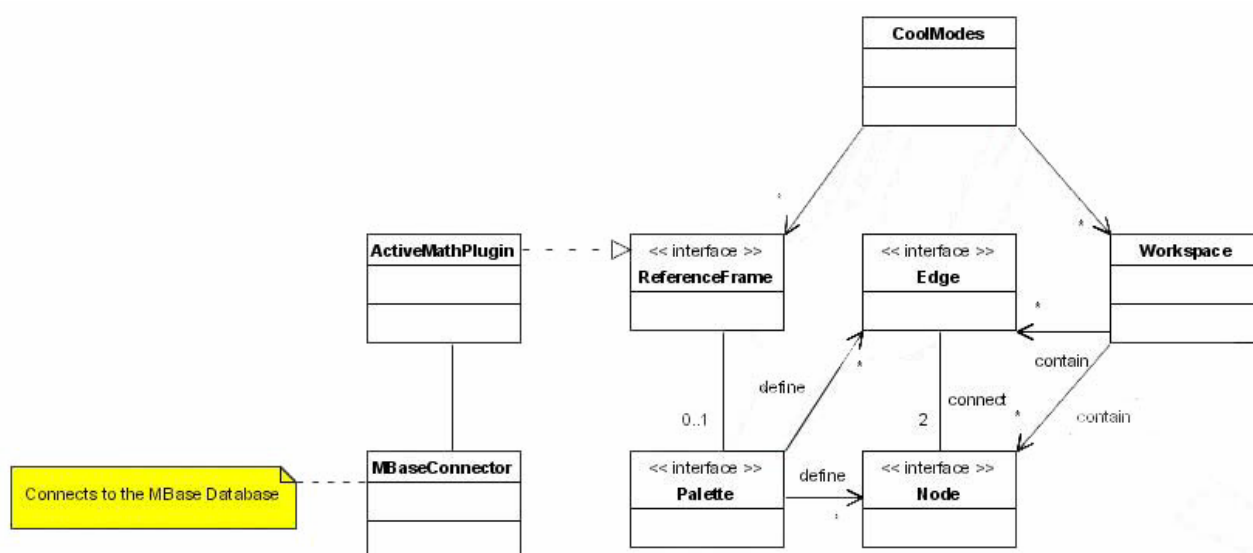 CoolModes
*
*
ActiveMathPlugin
<< interface >>
ReferenceFrame
<< interface >>
Edge
Workspace
*
contain
*
define
0..1
2
connect
*
contain
MBaseConnector
<< interface >>
Palette
define
*
<< interface >>
Node
Connects to the MBase Database